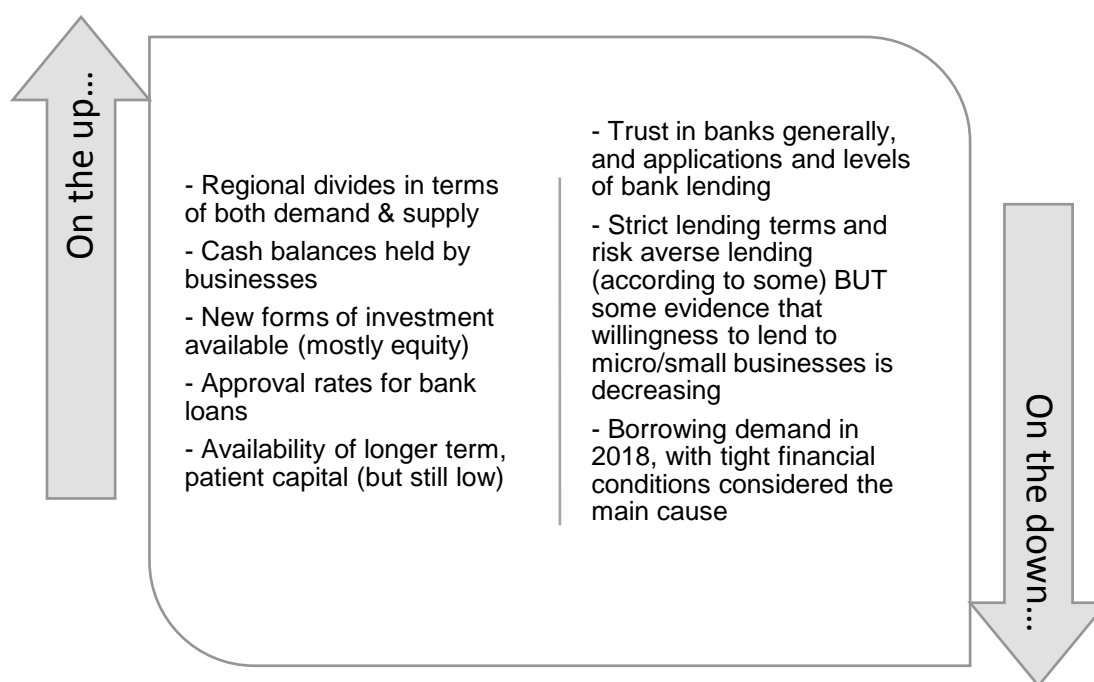 On the up...
- Regional divides in terms
of both demand & supply
- Cash balances held by
businesses
- New forms of investment
available (mostly equity)
- Approval rates for bank
loans
- Availability of longer term,
patient capital (but still low)
- Trust in banks generally,
and applications and levels
of bank lending
- Strict lending terms and
risk averse lending
(according to some) BUT
some evidence that
willingness to lend to
micro/small businesses is
decreasing
- Borrowing demand in
2018, with tight financial
conditions considered the
main cause
On the down...